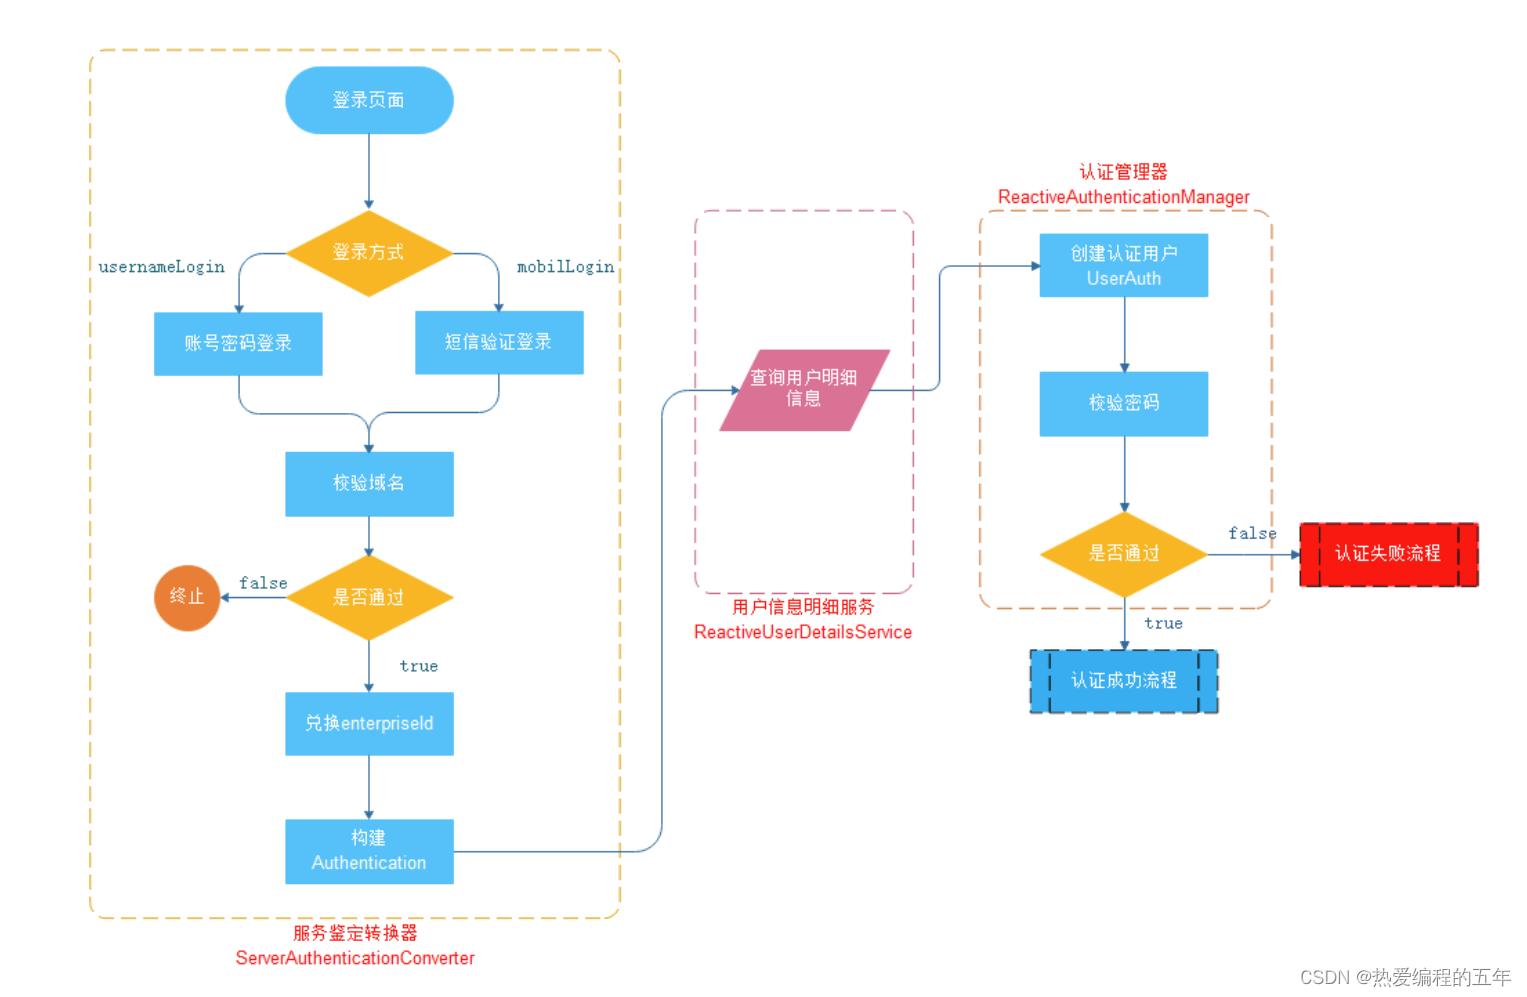 登录页面
登录方式
usernameLogin
mobilLogin
账号密码登录
短信验证登录
校验域名
是否通过
false
终止
true
兑换enterpriseId
构建
Authentication
服务鉴定转换器
ServerAuthenticationConverter
查询用户明细
信息
用户信息明细服务
ReactiveUserDetailsService
认证管理器
ReactiveAuthenticationManager
创建认证用户
UserAuth
校验密码
是否通过
false
认证失败流程
true
认证成功流程
CSDN @热爱编程的五年